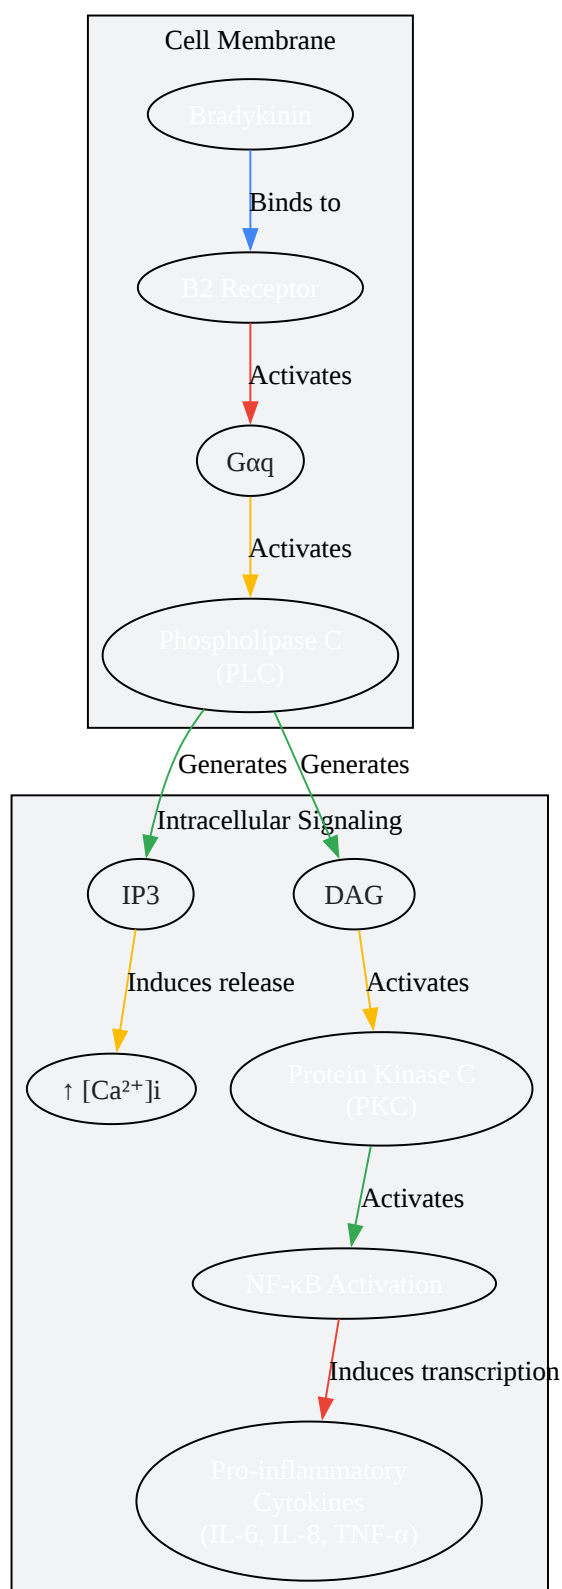 Cell Membrane
Bradykinin
Binds to
B2 Receptor
Activates
Gαq
Activates
Phospholipase C
(PLC)
Generates
Generates
Intracellular Signaling
IP3
DAG
Induces release
Activates
↑ [Ca²⁺]i
Protein Kinase C
(PKC)
Activates
NF-κB Activation
Induces transcription
Pro-inflammatory
Cytokines
(IL-6, IL-8, TNF-α)